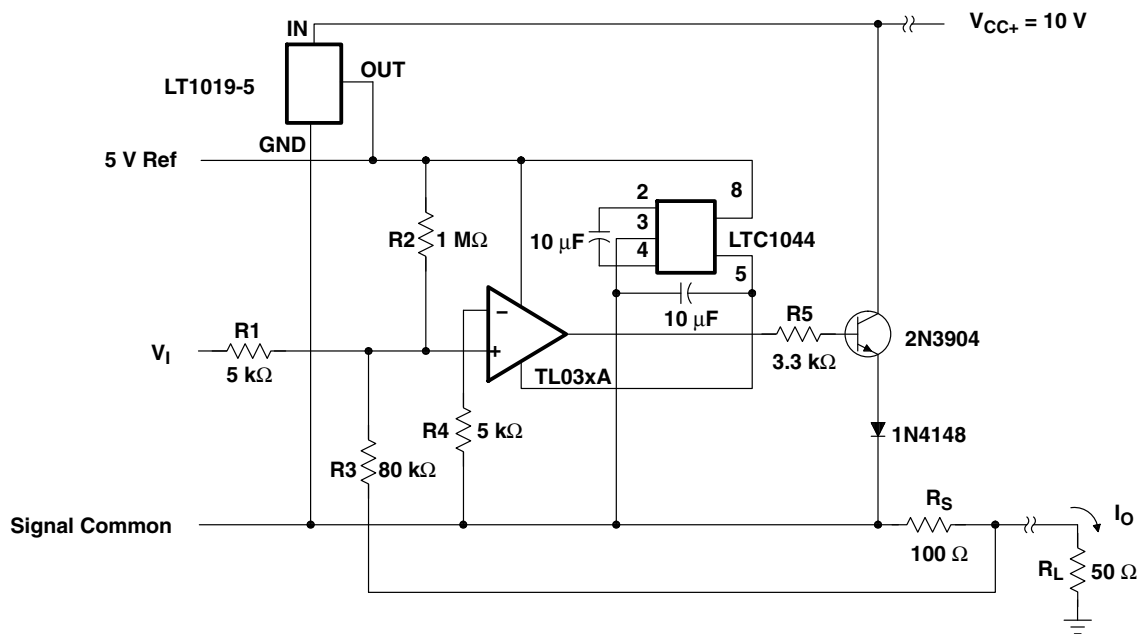 IN
V_CC+ = 10 V
OUT
LT1019-5
GND
5 V Ref
2
8
3
R2
1 MΩ
10 µF
4
LTC1044
5
R1
10 µF
R5
V_I
–
+
2N3904
5 kΩ
TL03xA
3.3 kΩ
R4
5 kΩ
1N4148
R3
80 kΩ
R_S
I_O
Signal Common
100 Ω
R_L
50 Ω